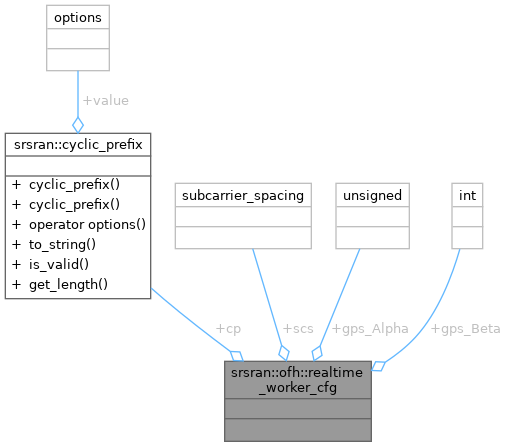 options
+value
srsran::cyclic_prefix
+ cyclic_prefix()
+ cyclic_prefix()
+ operator options()
+ to_string()
+ is_valid()
+ get_length()
subcarrier_spacing
unsigned
int
+cp
+scs
+gps_Alpha
+gps_Beta
srsran::ofh::realtime
_worker_cfg